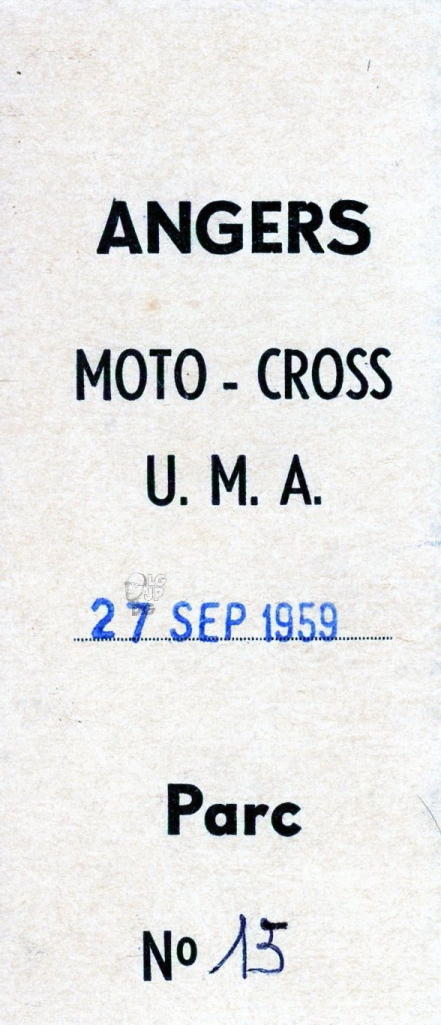 ANGERS
MOTO - CROSS
U. M. A.
27 SEP 1959
Parc
No 15